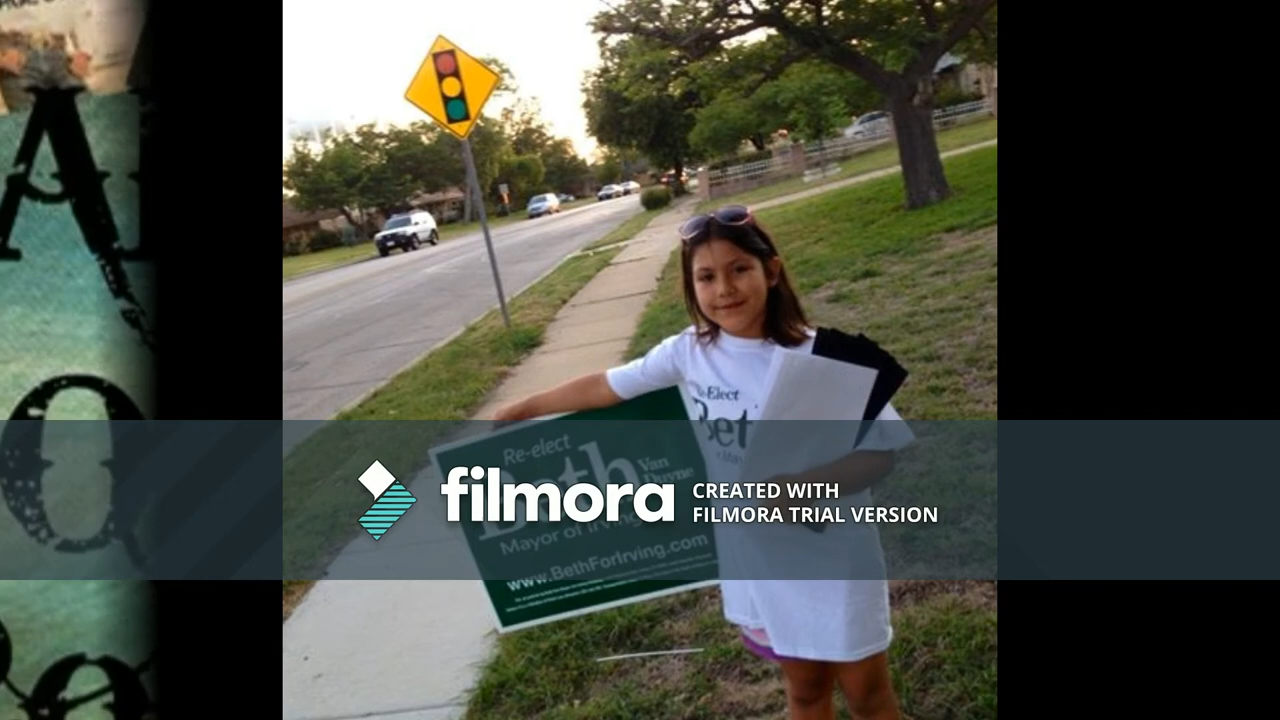 A
Q
Re-Elect
Bet
Re-elect
Beth
Van
Duyne
filmora
CREATED WITH
FILMORA TRIAL VERSION
Mayor of Irving
www.BethForIrving.com